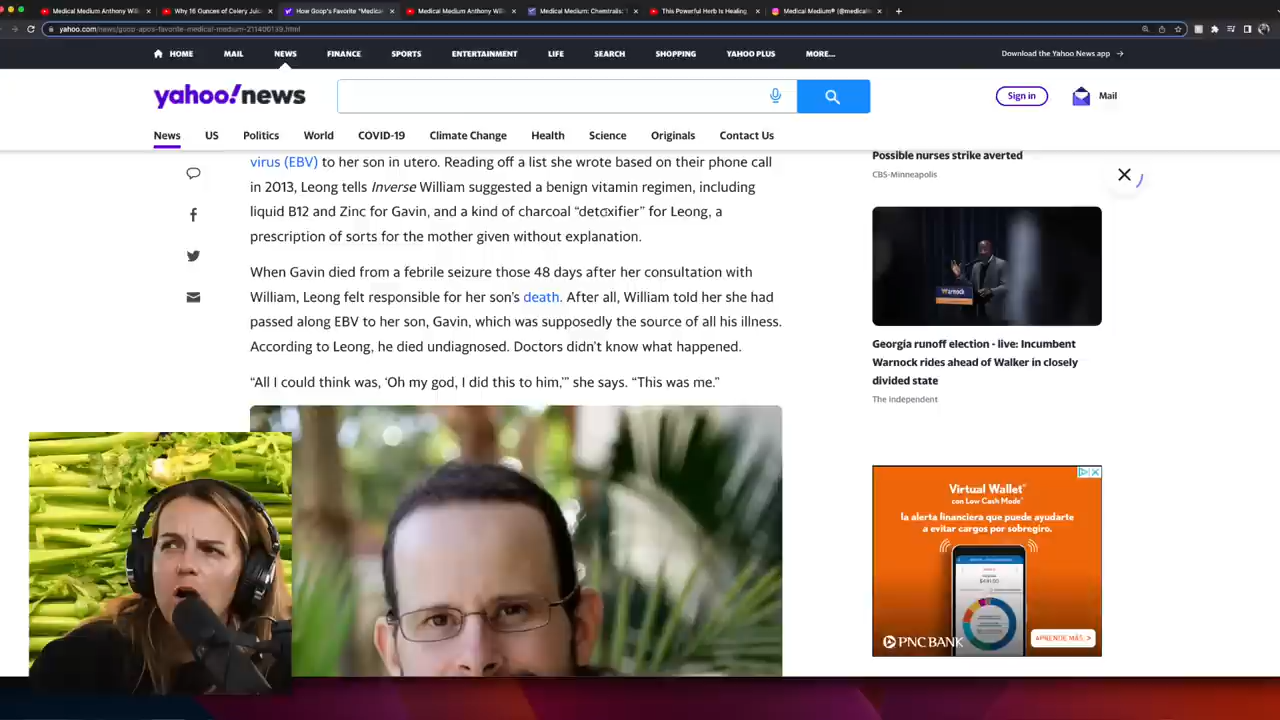 Medical Medium Anthony Wil
Why 16 Ounces of Celery Juic
How Goop's Favorite "Medica
Medical Medium Anthony Wi
Medical Medium: Chemtrails:
This Powerful Herb Is Healing
Medical Medium® (@medicalm
yahoo.com/news/goop-apos-favorite-medical-medium-211400139.html
HOME
MAIL
NEWS
FINANCE
SPORTS
ENTERTAINMENT
LIFE
SEARCH
SHOPPING
YAHOO PLUS
MORE...
Download the Yahoo News app
yahoo!news
Sign in
Mail
News
US
Politics
World
COVID-19
Climate Change
Health
Science
Originals
Contact Us
virus (EBV) to her son in utero. Reading off a list she wrote based on their phone call
in 2013, Leong tells Inverse William suggested a benign vitamin regimen, including
liquid B12 and Zinc for Gavin, and a kind of charcoal “detoxifier” for Leong, a
prescription of sorts for the mother given without explanation.
When Gavin died from a febrile seizure those 48 days after her consultation with
William, Leong felt responsible for her son’s death. After all, William told her she had
passed along EBV to her son, Gavin, which was supposedly the source of all his illness.
According to Leong, he died undiagnosed. Doctors didn’t know what happened.
“All I could think was, ‘Oh my god, I did this to him,’” she says. “This was me.”
Possible nurses strike averted
CBS-Minneapolis
Warnock
Georgia runoff election - live: Incumbent
Warnock rides ahead of Walker in closely
divided state
The Independent
Virtual Wallet®
con Low Cash Mode®
la alerta financiera que puede ayudarte
a evitar cargos por sobregiro.
PNC BANK
APRENDE MÁS >